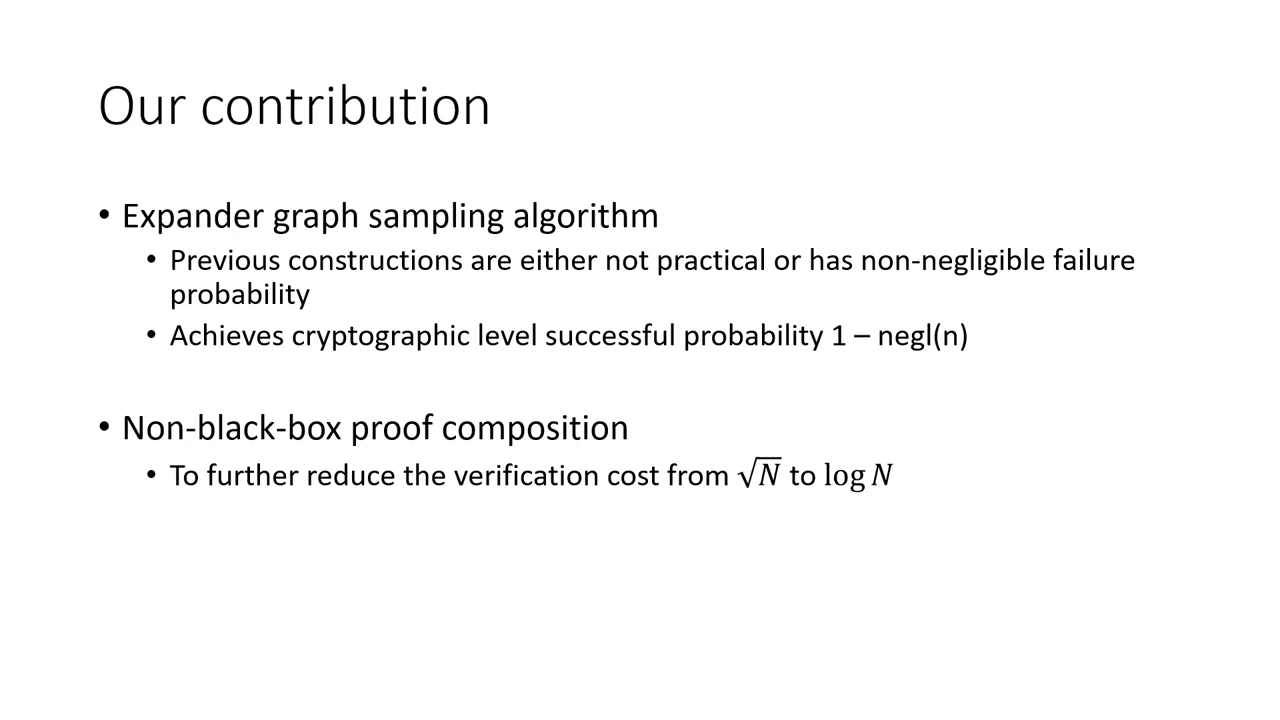 Our contribution
• Expander graph sampling algorithm
• Previous constructions are either not practical or has non-negligible failure
probability
• Achieves cryptographic level successful probability 1 – negl(n)
• Non-black-box proof composition
• To further reduce the verification cost from √N to log N